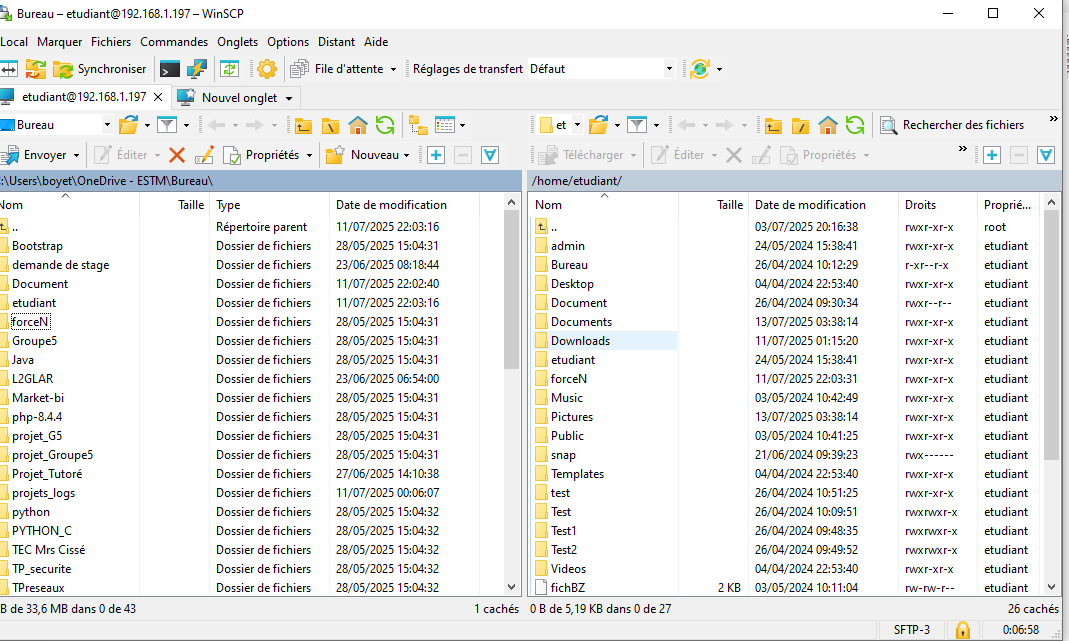 Bureau – etudiant@192.168.1.197 – WinSCP
Local Marquer Fichiers Commandes Onglets Options Distant Aide
Synchroniser File d'attente Réglages de transfert Défaut
etudiant@192.168.1.197 Nouvel onglet
Bureau et Rechercher des fichiers »
Envoyer Éditer Propriétés Nouveau Télécharger Éditer Propriétés »
:\Users\boyet\OneDrive - ESTM\Bureau\ /home/etudiant/
Nom Taille Type Date de modification Nom Taille Date de modification Droits Proprié...
.. Répertoire parent 11/07/2025 22:03:16 .. 03/07/2025 20:16:38 rwxr-xr-x root
Bootstrap Dossier de fichiers 28/05/2025 15:04:31 admin 24/05/2024 15:38:41 rwxr-xr-x etudiant
demande de stage Dossier de fichiers 23/06/2025 08:18:44 Bureau 26/04/2024 10:12:29 r-xr--r-x etudiant
Document Dossier de fichiers 11/07/2025 22:02:40 Desktop 04/04/2024 22:53:40 rwxr-xr-x etudiant
etudiant Dossier de fichiers 11/07/2025 22:03:16 Document 26/04/2024 09:30:34 rwxr--r-- etudiant
forceN Dossier de fichiers 28/05/2025 15:04:31 Documents 13/07/2025 03:38:14 rwxr-xr-x etudiant
Groupe5 Dossier de fichiers 28/05/2025 15:04:31 Downloads 11/07/2025 01:15:20 rwxr-xr-x etudiant
Java Dossier de fichiers 28/05/2025 15:04:31 etudiant 24/05/2024 15:38:41 rwxr-xr-x etudiant
L2GLAR Dossier de fichiers 23/06/2025 06:54:00 forceN 11/07/2025 22:03:31 rwxr-xr-x etudiant
Market-bi Dossier de fichiers 28/05/2025 15:04:31 Music 03/05/2024 10:42:49 rwxr-xr-x etudiant
php-8.4.4 Dossier de fichiers 28/05/2025 15:04:31 Pictures 13/07/2025 03:38:14 rwxr-xr-x etudiant
projet_G5 Dossier de fichiers 28/05/2025 15:04:31 Public 03/05/2024 10:41:25 rwxr-xr-x etudiant
projet_Groupe5 Dossier de fichiers 28/05/2025 15:04:31 snap 21/06/2024 09:39:23 rwx------ etudiant
Projet_Tutoré Dossier de fichiers 27/06/2025 14:10:38 Templates 04/04/2024 22:53:40 rwxr-xr-x etudiant
projets_logs Dossier de fichiers 11/07/2025 00:06:07 test 26/04/2024 10:51:25 rwxr-xr-x etudiant
python Dossier de fichiers 28/05/2025 15:04:32 Test 26/04/2024 10:09:51 rwxrwxr-x etudiant
PYTHON_C Dossier de fichiers 28/05/2025 15:04:32 Test1 26/04/2024 09:48:35 rwxrwxr-x etudiant
TEC Mrs Cissé Dossier de fichiers 28/05/2025 15:04:32 Test2 26/04/2024 09:49:52 rwxrwxr-x etudiant
TP_securite Dossier de fichiers 28/05/2025 15:04:32 Videos 04/04/2024 22:53:40 rwxr-xr-x etudiant
TPreseaux Dossier de fichiers 28/05/2025 15:04:32 fichBZ 2 KB 03/05/2024 10:11:04 rw-rw-r-- etudiant
B de 33,6 MB dans 0 de 43 1 cachés 0 B de 5,19 KB dans 0 de 27 26 cachés
SFTP-3 0:06:58